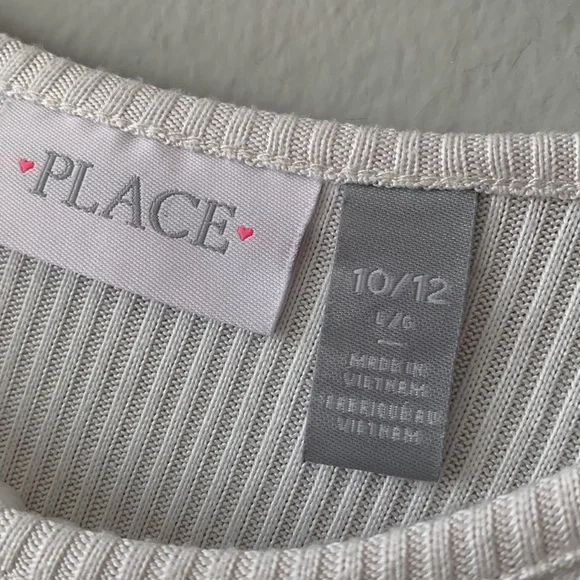 PLACE
10/12
L/G
MADE IN
VIETNAM
FABRIQUÉ AU
VIETNAM